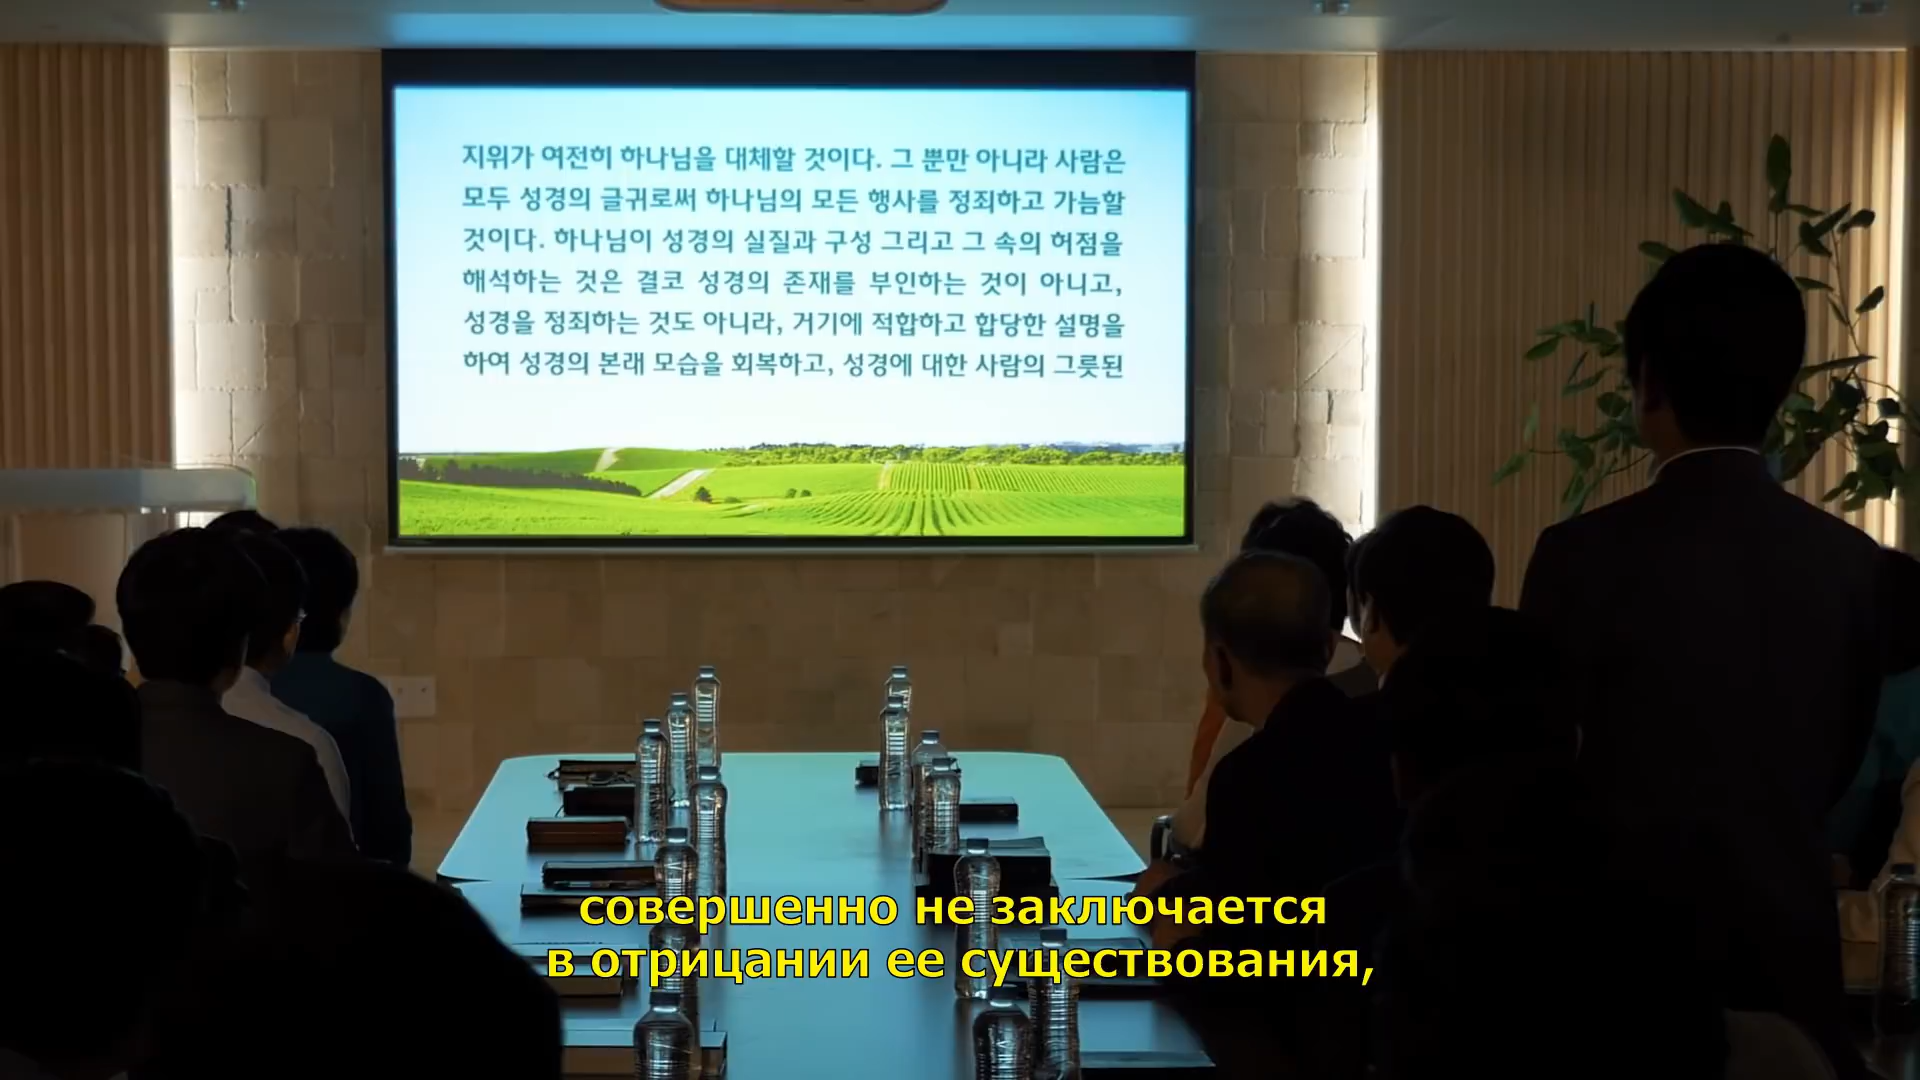 지위가 여전히 하나님을 대체할 것이다. 그 뿐만 아니라 사람은
모두 성경의 글귀로써 하나님의 모든 행사를 정죄하고 가늠할
것이다. 하나님이 성경의 실질과 구성 그리고 그 속의 허점을
해석하는 것은 결코 성경의 존재를 부인하는 것이 아니고,
성경을 정죄하는 것도 아니라, 거기에 적합하고 합당한 설명을
하여 성경의 본래 모습을 회복하고, 성경에 대한 사람의 그릇된
совершенно не заключается
в отрицании ее существования,